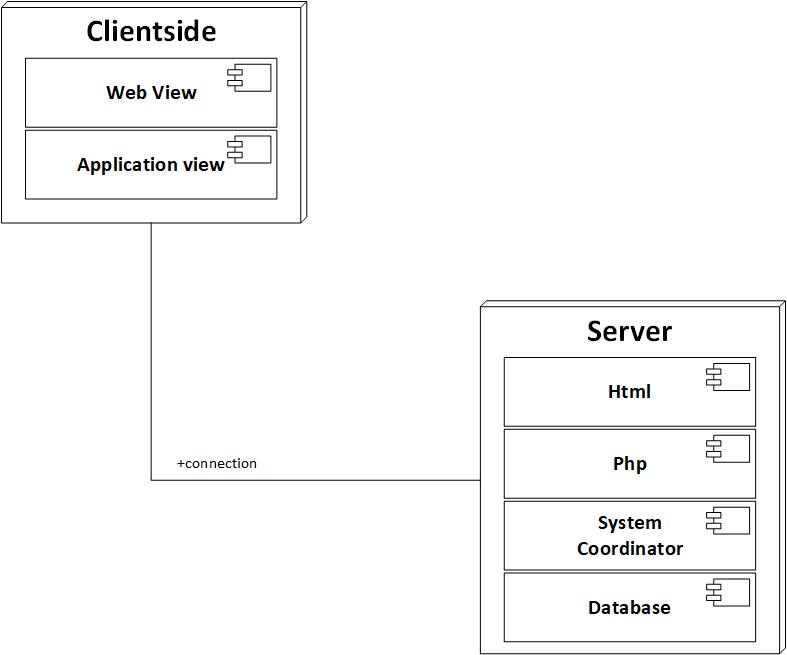 Clientside
Web View
Application view
+connection
Server
Html
Php
System
Coordinator
Database